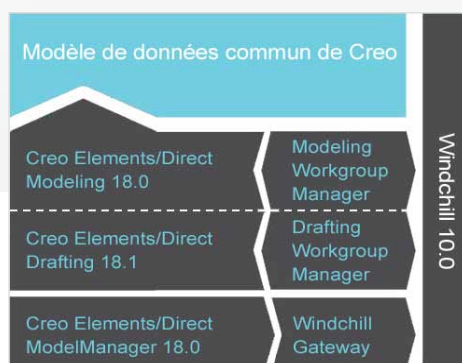 Modèle de données commun de Creo
Creo Elements/Direct
Modeling 18.0
Modeling
Workgroup
Manager
Creo Elements/Direct
Drafting 18.1
Drafting
Workgroup
Manager
Creo Elements/Direct
ModelManager 18.0
Windchill
Gateway
Windchill 10.0